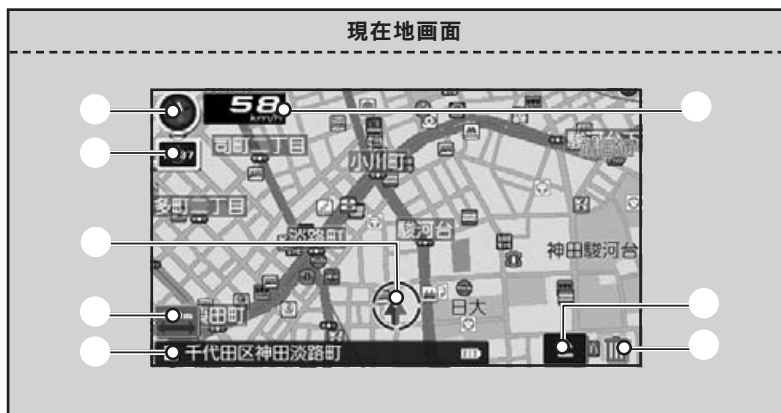 現在地画面
58
km/h
司町二丁目
小川町
多町二丁目
淡路町
駿河台
神田駿河台
日大
千代田区神田淡路町